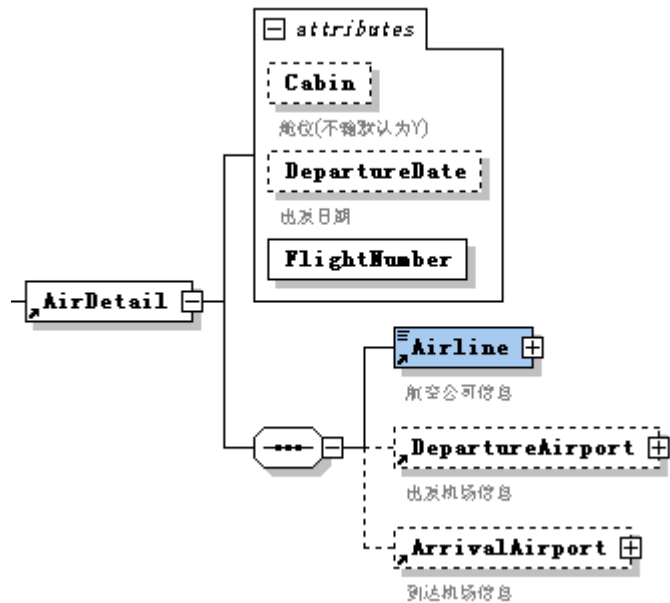 attributes
Cabin
舱位(不输默认为Y)
DepartureDate
出发日期
FlightNumber
AirDetail
Airline
航空公司信息
DepartureAirport
出发机场信息
ArrivalAirport
到达机场信息